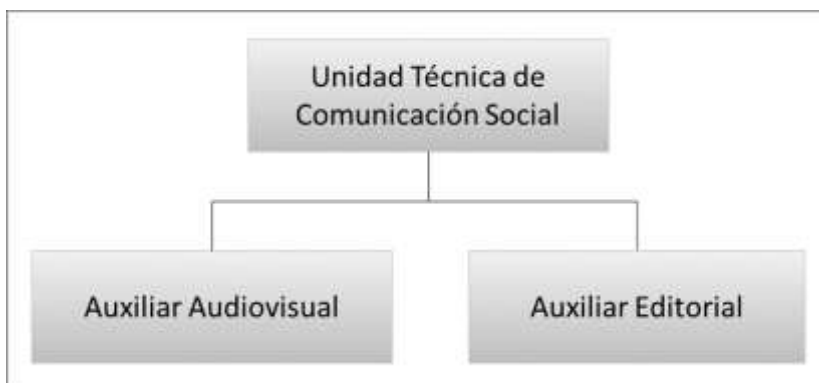 Unidad Técnica de
Comunicación Social
Auxiliar Audiovisual
Auxiliar Editorial